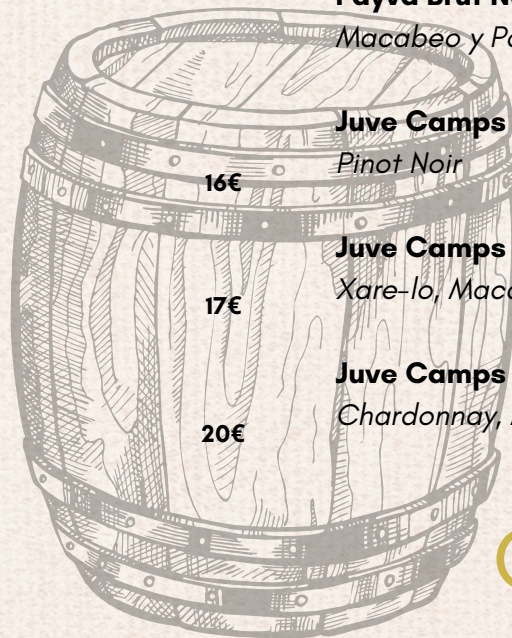 Macabeo y
Juve Camps
Pinot Noir
16€
Juve Camps
Xare-lo,
17€
Juve Camps
Chardonnay,
20€